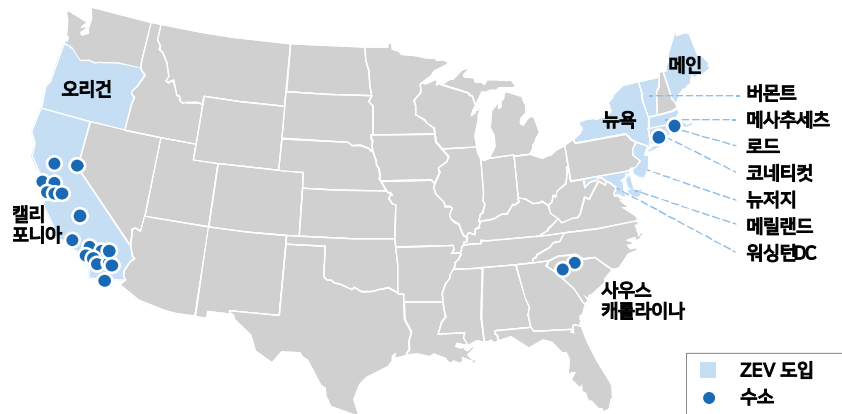 메인
오리건
버몬트
뉴욕
메사추세츠
로드
코네티컷
뉴저지
캘리
포니아
메릴랜드
워싱턴DC
사우스
캐롤라이나
ZEV 도입
수소